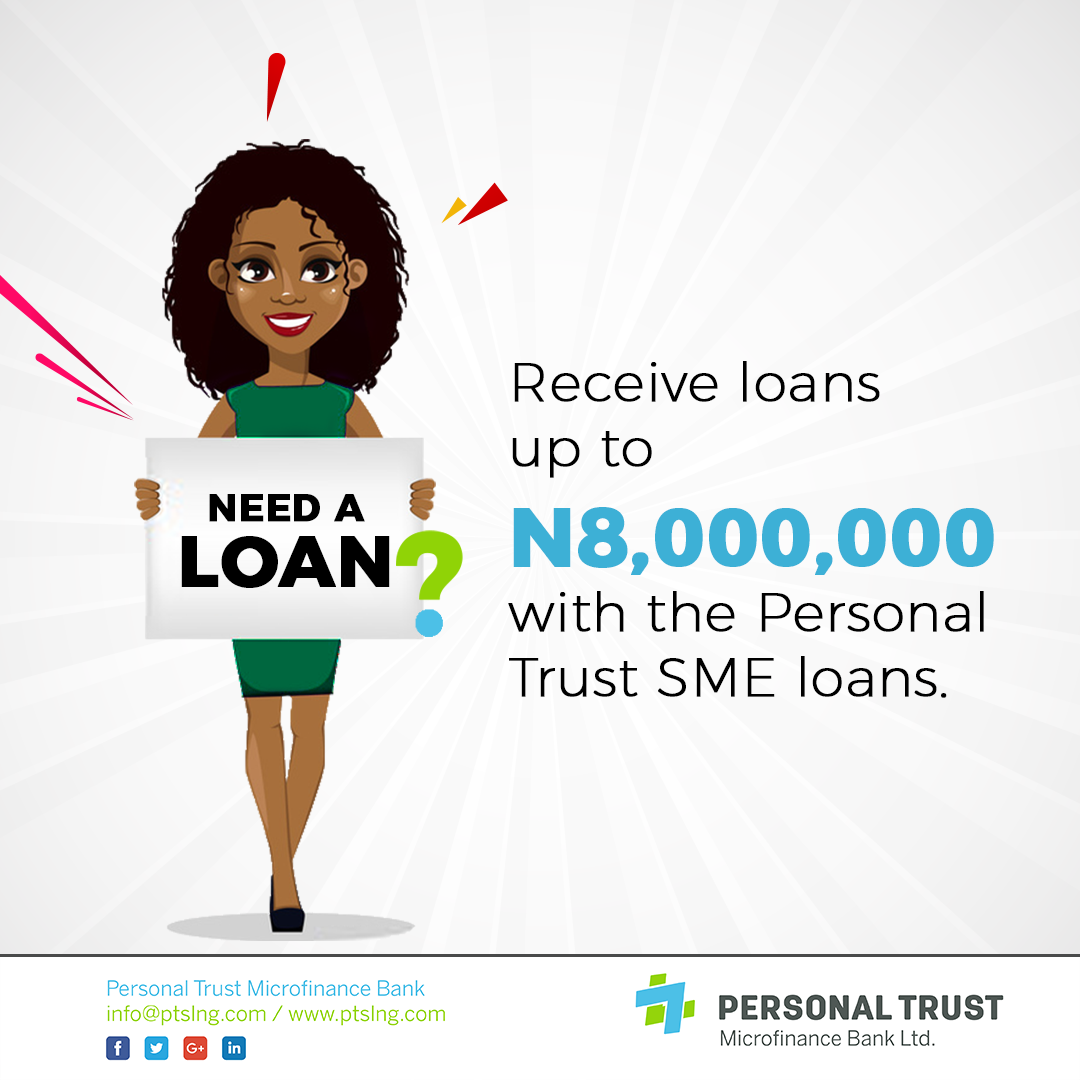 NEED A
LOAN?
Receive loans
up to
N8,000,000
with the Personal
Trust SME loans.
Personal Trust Microfinance Bank
info@ptslng.com / www.ptslng.com
f G+ in
PERSONAL TRUST
Microfinance Bank Ltd.